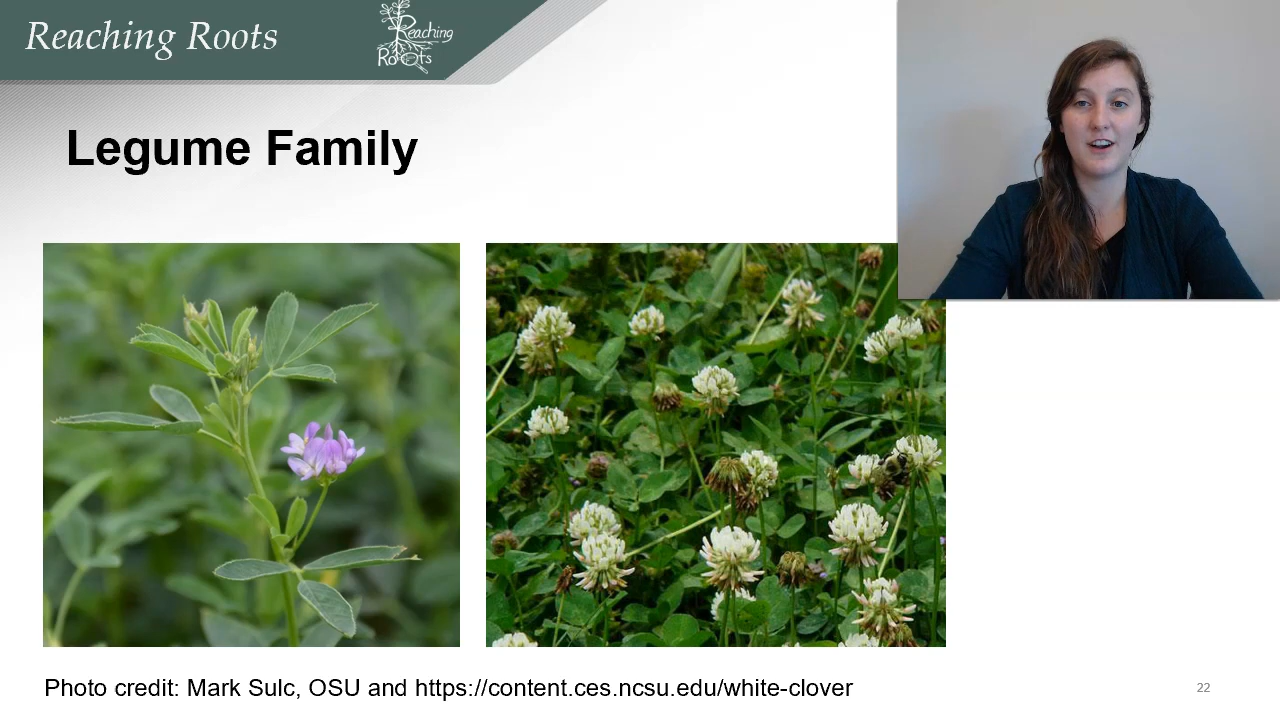 Reaching Roots
Reaching
Roots
Legume Family
Photo credit: Mark Sulc, OSU and https://content.ces.ncsu.edu/white-clover
22